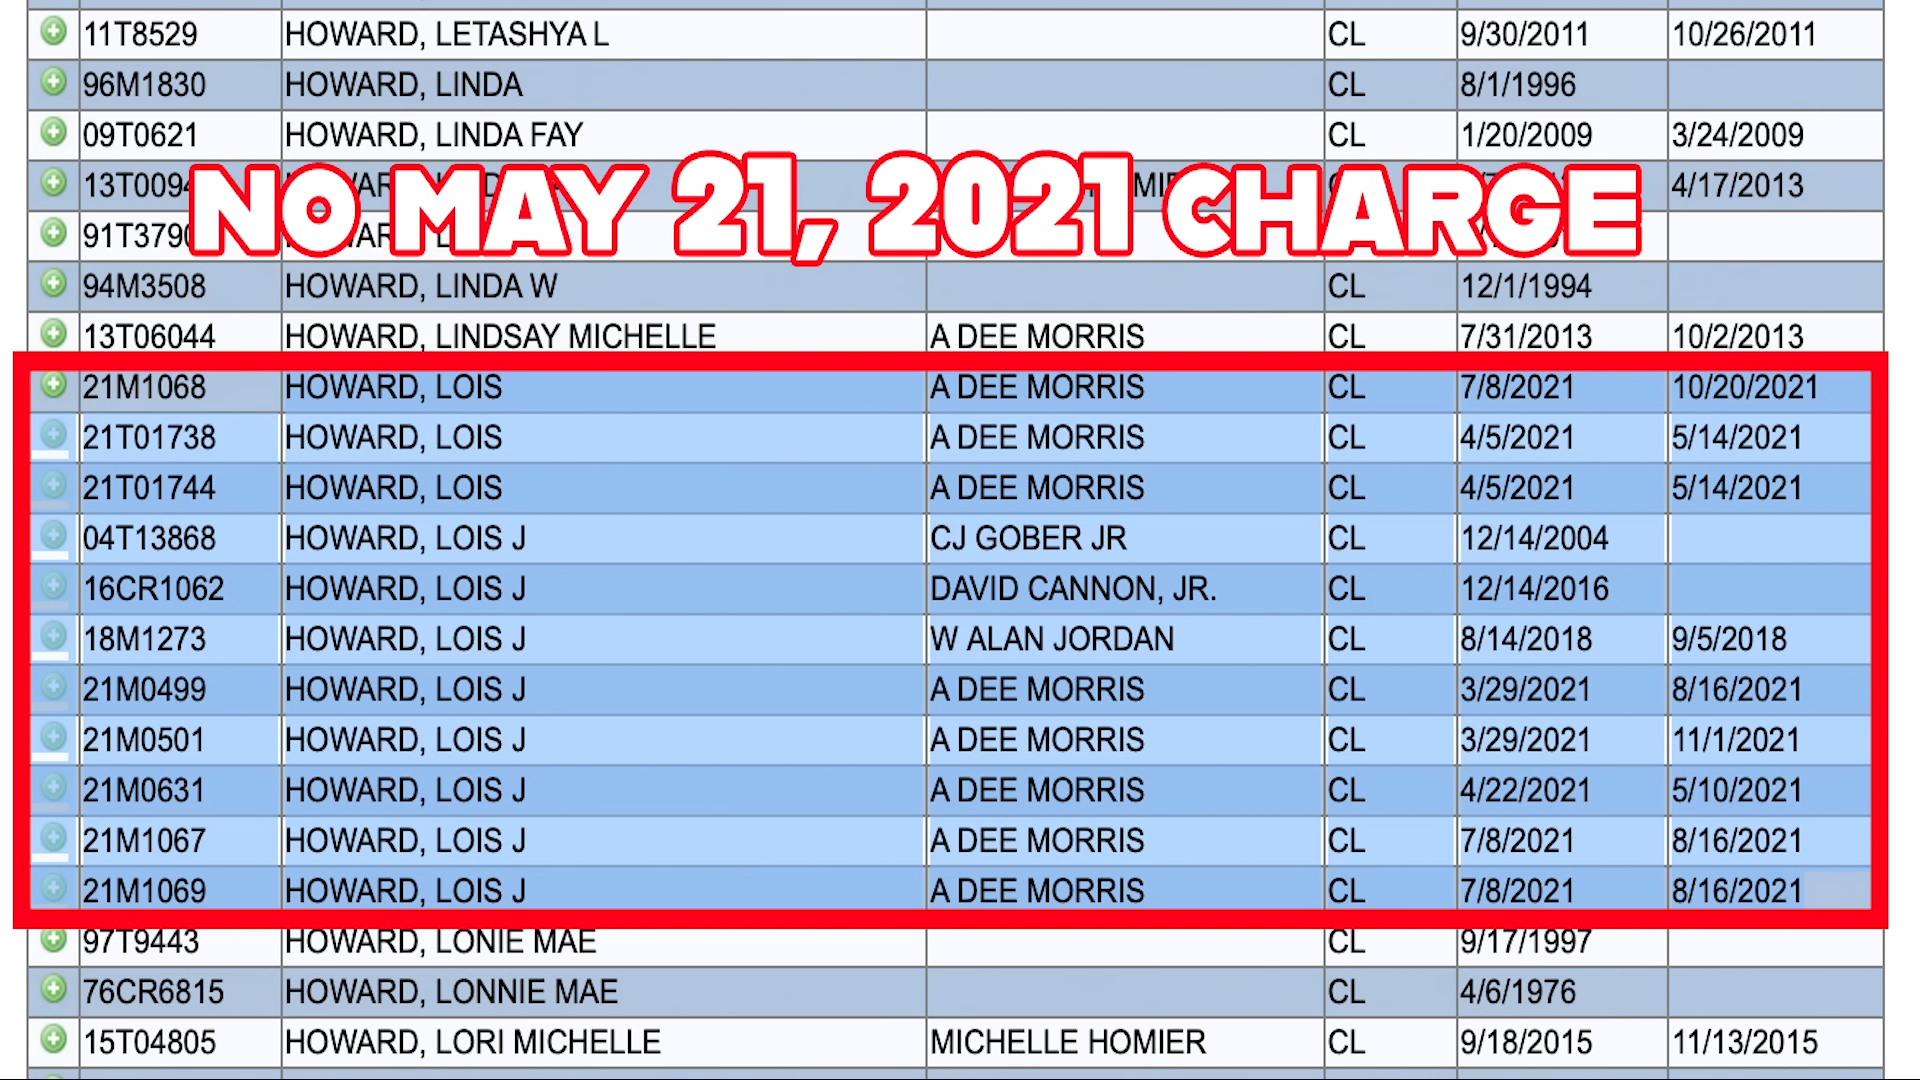 11T8529 HOWARD, LETASHYA L CL 9/30/2011 10/26/2011
96M1830 HOWARD, LINDA CL 8/1/1996
09T0621 HOWARD, LINDA FAY CL 1/20/2009 3/24/2009
13T0094 4/17/2013
NO MAY 21, 2021 CHARGE
91T3790
94M3508 HOWARD, LINDA W CL 12/1/1994
13T06044 HOWARD, LINDSAY MICHELLE A DEE MORRIS CL 7/31/2013 10/2/2013
21M1068 HOWARD, LOIS A DEE MORRIS CL 7/8/2021 10/20/2021
21T01738 HOWARD, LOIS A DEE MORRIS CL 4/5/2021 5/14/2021
21T01744 HOWARD, LOIS A DEE MORRIS CL 4/5/2021 5/14/2021
04T13868 HOWARD, LOIS J CJ GOBER JR CL 12/14/2004
16CR1062 HOWARD, LOIS J DAVID CANNON, JR. CL 12/14/2016
18M1273 HOWARD, LOIS J W ALAN JORDAN CL 8/14/2018 9/5/2018
21M0499 HOWARD, LOIS J A DEE MORRIS CL 3/29/2021 8/16/2021
21M0501 HOWARD, LOIS J A DEE MORRIS CL 3/29/2021 11/1/2021
21M0631 HOWARD, LOIS J A DEE MORRIS CL 4/22/2021 5/10/2021
21M1067 HOWARD, LOIS J A DEE MORRIS CL 7/8/2021 8/16/2021
21M1069 HOWARD, LOIS J A DEE MORRIS CL 7/8/2021 8/16/2021
97T9443 HOWARD, LONIE MAE CL 9/17/1997
76CR6815 HOWARD, LONNIE MAE CL 4/6/1976
15T04805 HOWARD, LORI MICHELLE MICHELLE HOMIER CL 9/18/2015 11/13/2015